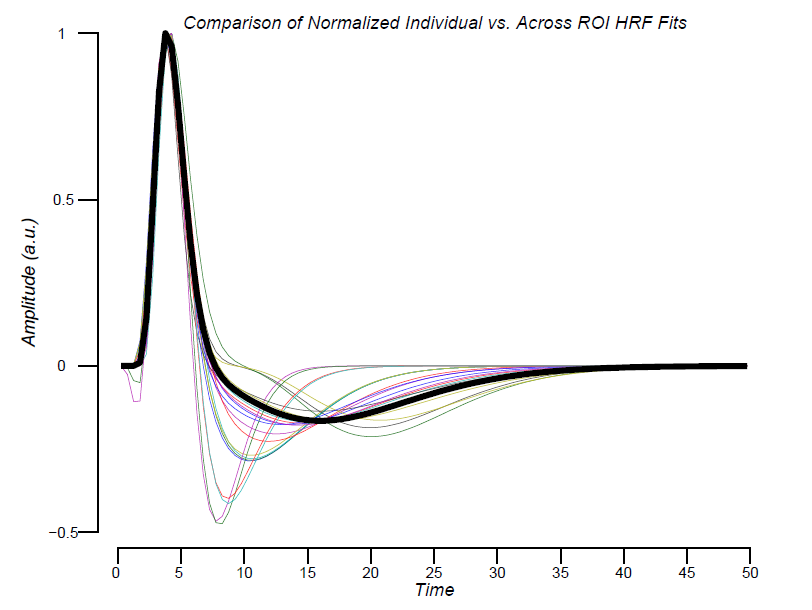 Comparison of Normalized Individual vs. Across ROI HRF Fits
1
0.5
0
−0.5
Amplitude (a.u.)
0 5 10 15 20 25 30 35 40 45 50
Time